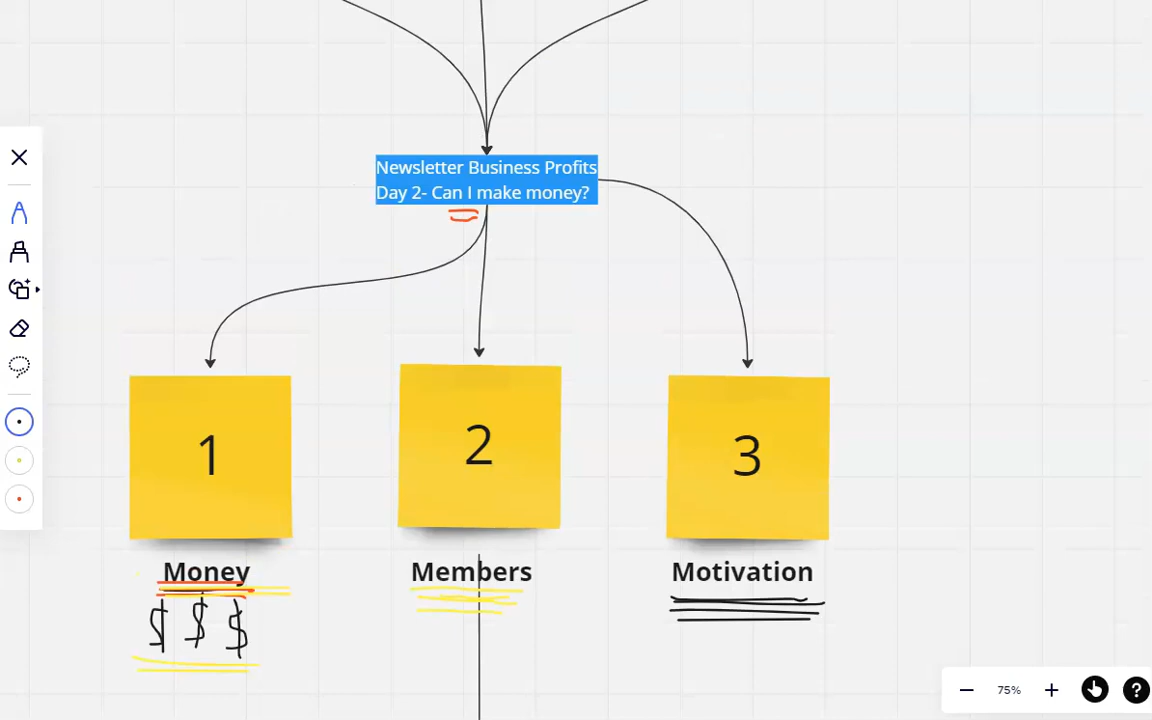 Newsletter Business Profits
Day 2- Can I make money?
1
2
3
Money
Members
Motivation
$ $ $
75%
?